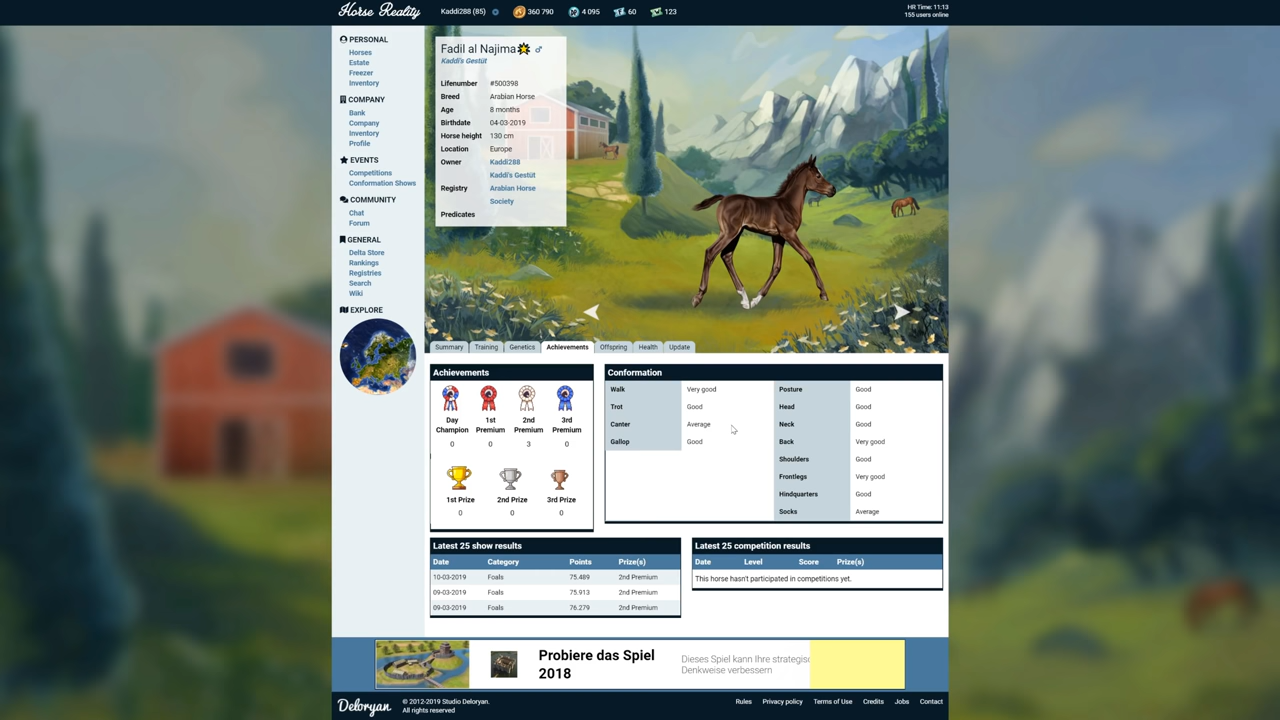 Horse Reality
Kaddi288 (85)
360 790
4 095
60
123
HR Time: 11:13
155 users online
PERSONAL
Horses
Estate
Freezer
Inventory
COMPANY
Bank
Company
Inventory
Profile
EVENTS
Competitions
Conformation Shows
COMMUNITY
Chat
Forum
GENERAL
Delta Store
Rankings
Registries
Search
Wiki
EXPLORE
Fadil al Najima
Kaddi's Gestüt
Lifenumber #500398
Breed Arabian Horse
Age 8 months
Birthdate 04-03-2019
Horse height 130 cm
Location Europe
Owner Kaddi288
Kaddi's Gestüt
Registry Arabian Horse
Society
Predicates
Summary Training Genetics Achievements Offspring Health Update
Achievements
Day Champion
1st Premium
2nd Premium
3rd Premium
0 0 3 0
1st Prize 2nd Prize 3rd Prize
0 0 0
Conformation
Walk Very good
Trot Good
Canter Average
Gallop Good
Posture Good
Head Good
Neck Good
Back Very good
Shoulders Good
Frontlegs Very good
Hindquarters Good
Socks Average
Latest 25 show results
Date Category Points Prize(s)
10-03-2019 Foals 75.489 2nd Premium
09-03-2019 Foals 75.913 2nd Premium
09-03-2019 Foals 76.279 2nd Premium
Latest 25 competition results
Date Level Score Prize(s)
This horse hasn't participated in competitions yet.
Probiere das Spiel
2018
Dieses Spiel kann Ihre strategisc
Denkweise verbessern
Deloryan
© 2012-2019 Studio Deloryan.
All rights reserved
Rules Privacy policy Terms of Use Credits Jobs Contact